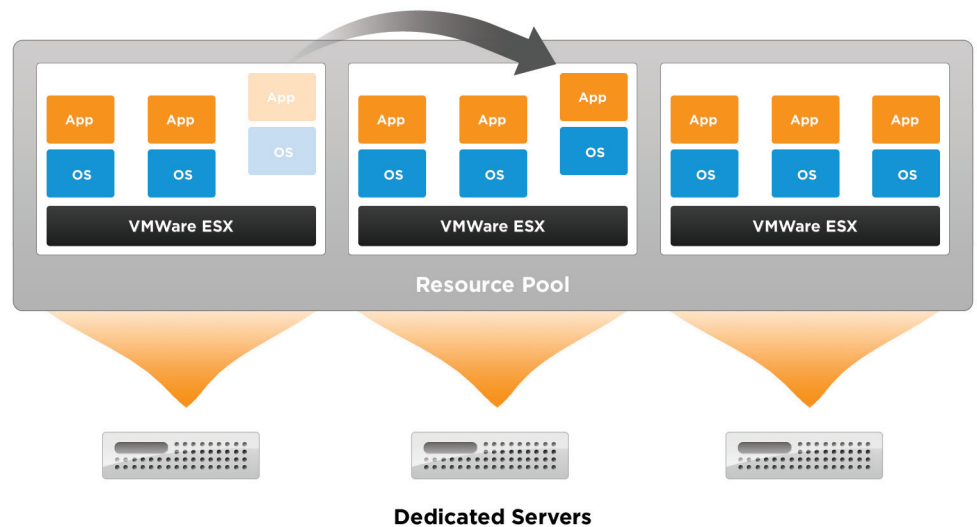 App
App App
OS
OS OS
VMWare ESX
App
App App
OS
OS OS
VMWare ESX
App App App
OS OS OS
VMWare ESX
Resource Pool
Dedicated Servers